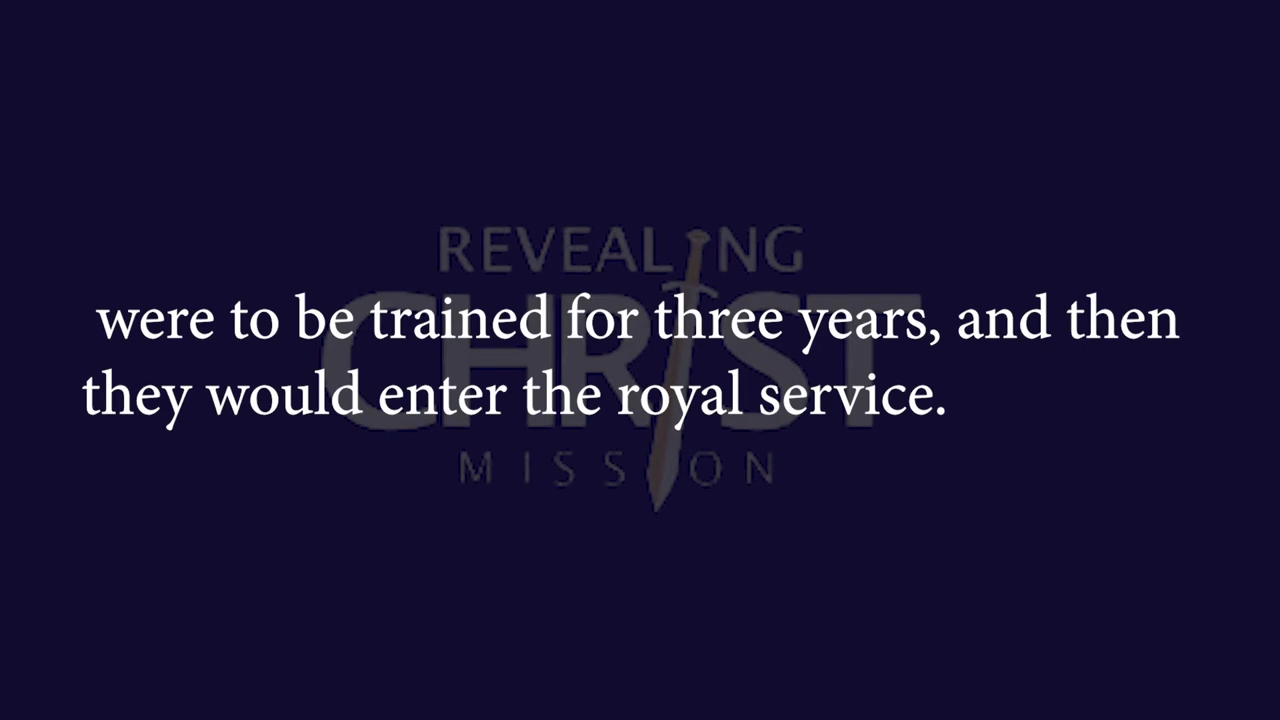 REVEALING
CHRIST
MISSION
were to be trained for three years, and then
they would enter the royal service.